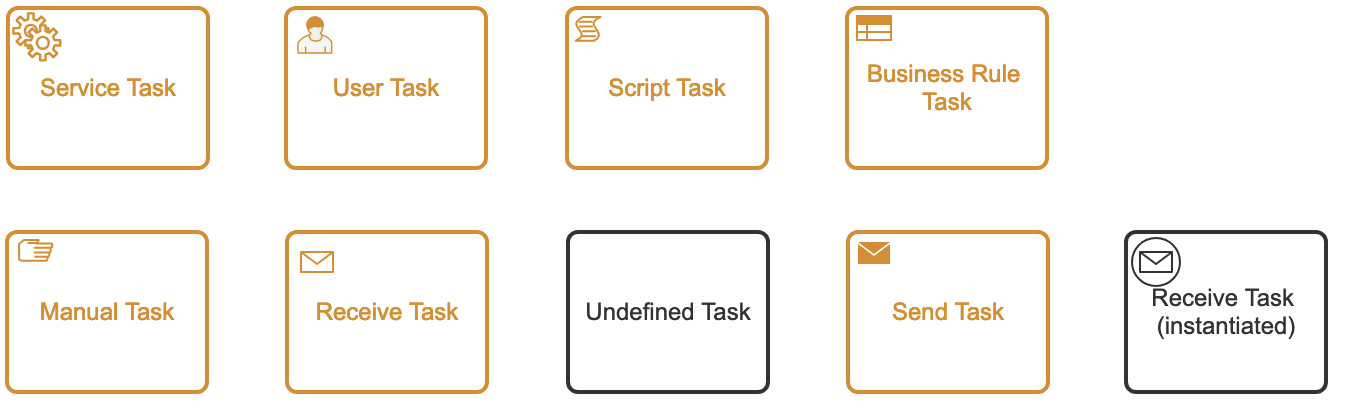 Service Task
User Task
Script Task
Business Rule
Task
Manual Task
Receive Task
Undefined Task
Send Task
Receive Task
(instantiated)